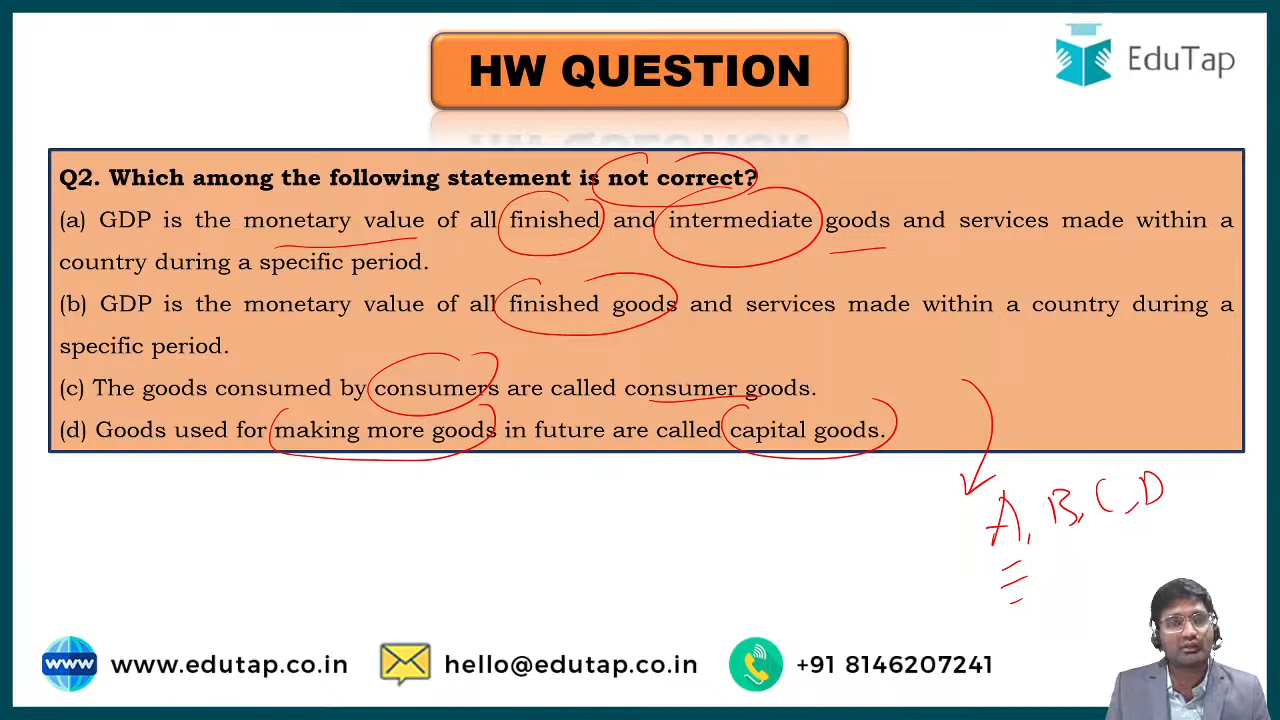 HW QUESTION
EduTap
Q2. Which among the following statement is not correct?
(a) GDP is the monetary value of all finished and intermediate goods and services made within a
country during a specific period.
(b) GDP is the monetary value of all finished goods and services made within a country during a
specific period.
(c) The goods consumed by consumers are called consumer goods.
(d) Goods used for making more goods in future are called capital goods.
A, B, C, D
www www.edutap.co.in hello@edutap.co.in +91 8146207241